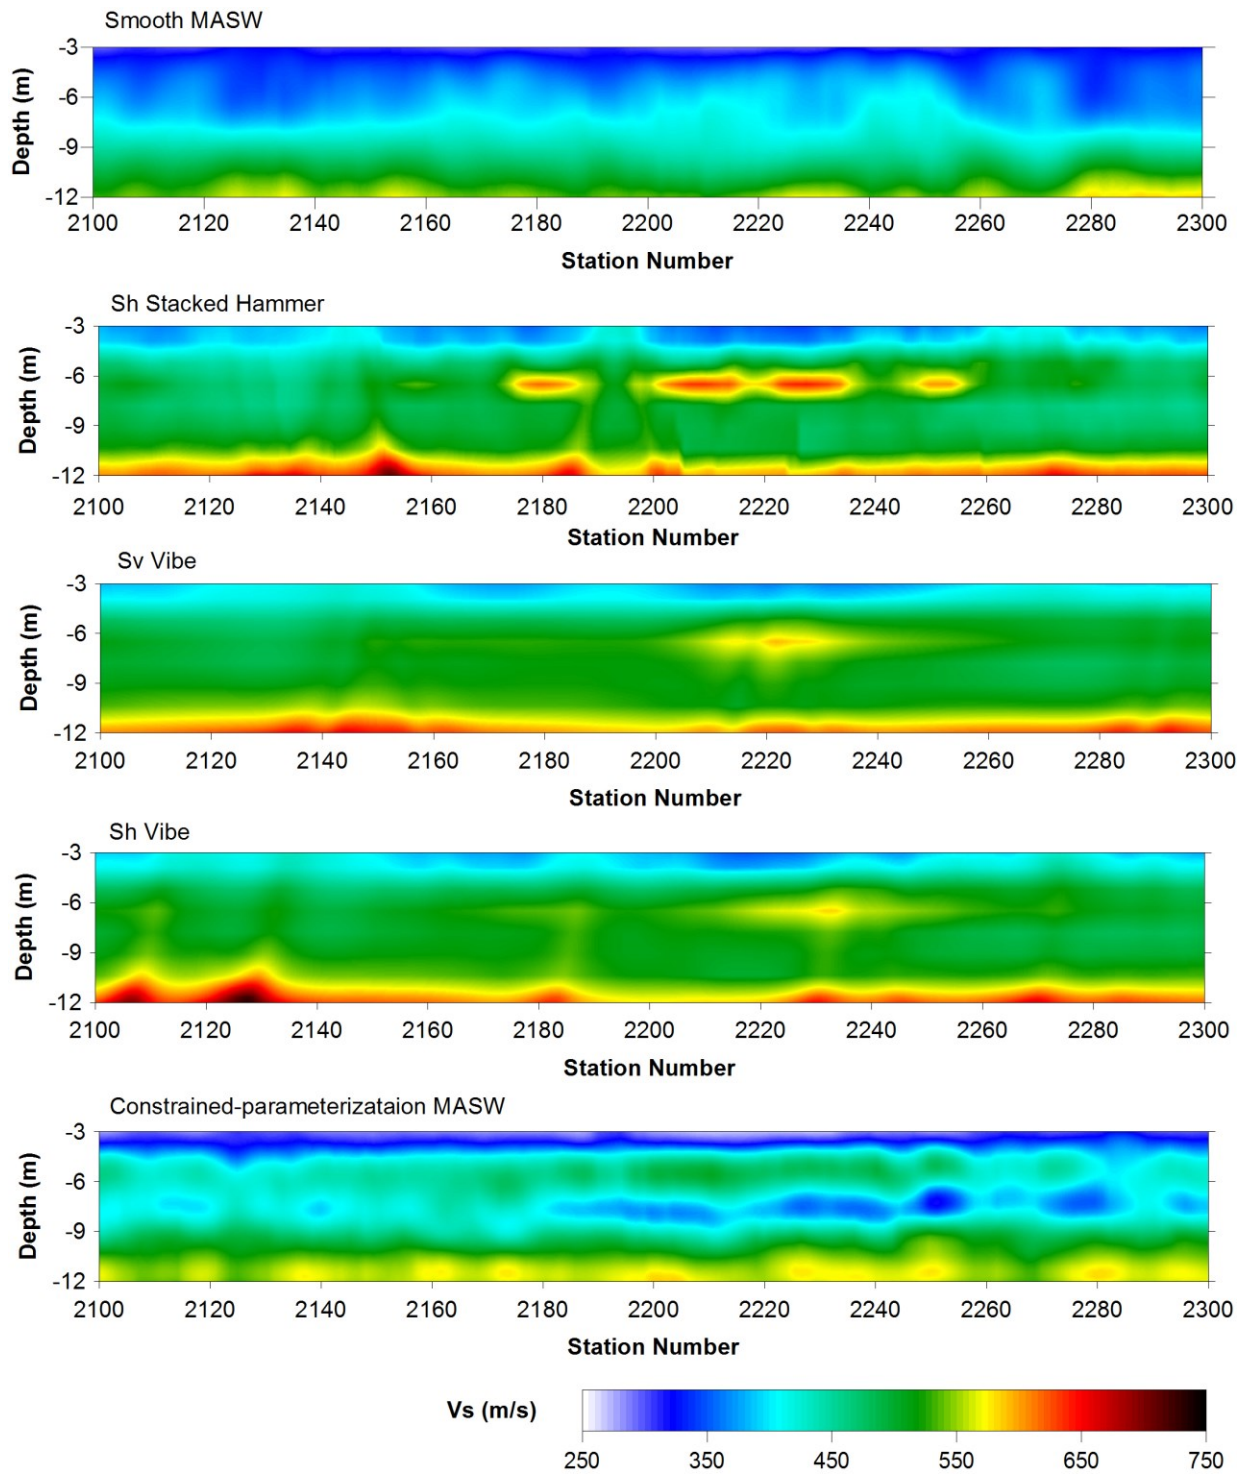 Smooth MASW
Depth (m)
-3
-6
-9
-12
2100 2120 2140 2160 2180 2200 2220 2240 2260 2280 2300
Station Number
Sh Stacked Hammer
Depth (m)
-3
-6
-9
-12
2100 2120 2140 2160 2180 2200 2220 2240 2260 2280 2300
Station Number
Sv Vibe
Depth (m)
-3
-6
-9
-12
2100 2120 2140 2160 2180 2200 2220 2240 2260 2280 2300
Station Number
Sh Vibe
Depth (m)
-3
-6
-9
-12
2100 2120 2140 2160 2180 2200 2220 2240 2260 2280 2300
Station Number
Constrained-parameterizataion MASW
Depth (m)
-3
-6
-9
-12
2100 2120 2140 2160 2180 2200 2220 2240 2260 2280 2300
Station Number
Vs (m/s)
250 350 450 550 650 750